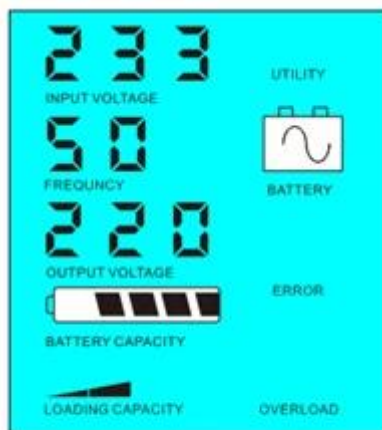 233
UTILITY
INPUT VOLTAGE
50
FREQUNCY
BATTERY
220
OUTPUT VOLTAGE
ERROR
BATTERY CAPACITY
LOADING CAPACITY
OVERLOAD